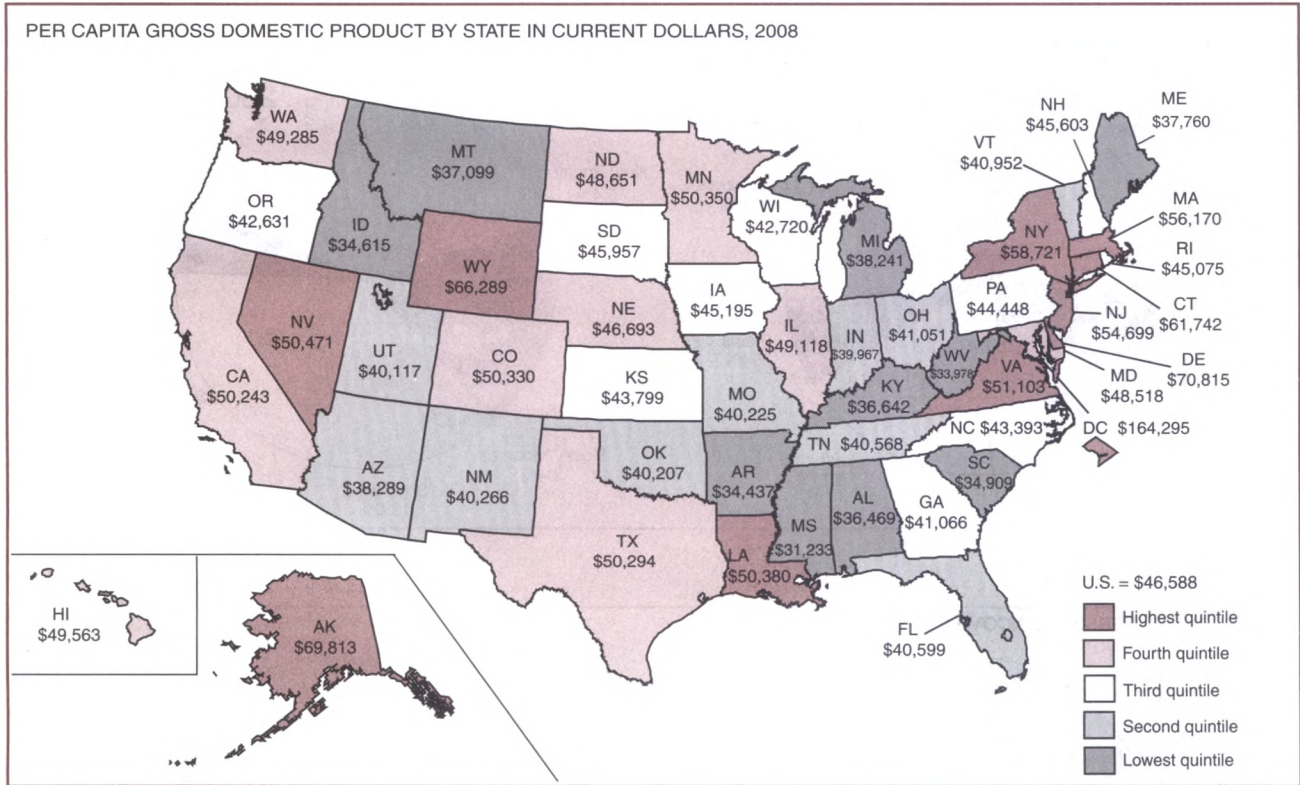 PER CAPITA GROSS DOMESTIC PRODUCT BY STATE IN CURRENT DOLLARS, 2008
WA
$49,285
MT
$37,099
ND
$48,651
MN
$50,350
OR
$42,631
ID
$34,615
SD
$45,957
WI
$42,720
MI
$38,241
VT
$40,952
NH
$45,603
ME
$37,760
MA
$56,170
NY
$58,721
RI
$45,075
CT
$61,742
WY
$66,289
IA
$45,195
NE
$46,693
PA
$44,448
NJ
$54,699
DE
$70,815
NV
$50,471
UT
$40,117
CO
$50,330
IL
$49,118
IN
$39,967
OH
$41,051
WV
$33,978
VA
$51,103
MD
$48,518
DC $164,295
CA
$50,243
KS
$43,799
MO
$40,225
KY
$36,642
NC $43,393
TN $40,568
AZ
$38,289
NM
$40,266
OK
$40,207
AR
$34,437
SC
$34,909
MS
$31,233
AL
$36,469
GA
$41,066
TX
$50,294
LA
$50,380
FL
$40,599
HI
$49,563
AK
$69,813
U.S. = $46,588
Highest quintile
Fourth quintile
Third quintile
Second quintile
Lowest quintile